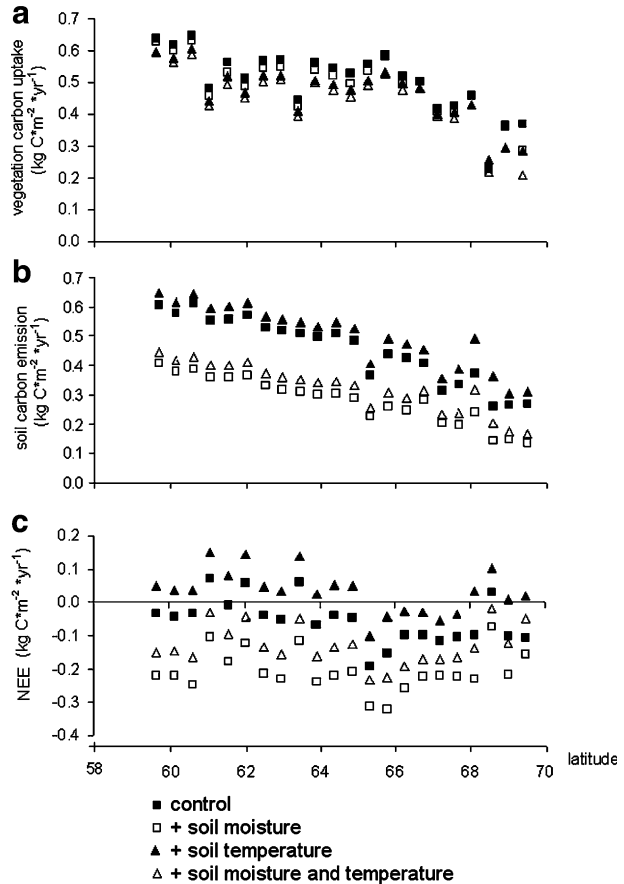 a
vegetation carbon uptake
(kg C*m⁻² *yr⁻¹)
0.7
0.6
0.5
0.4
0.3
0.2
0.1
0.0
b
soil carbon emission
(kg C*m⁻² *yr⁻¹)
0.7
0.6
0.5
0.4
0.3
0.2
0.1
0.0
c
NEE (kg C*m⁻² *yr⁻¹)
0.2
0.1
0.0
-0.1
-0.2
-0.3
-0.4
58 60 62 64 66 68 70
latitude
control
+ soil moisture
+ soil temperature
+ soil moisture and temperature